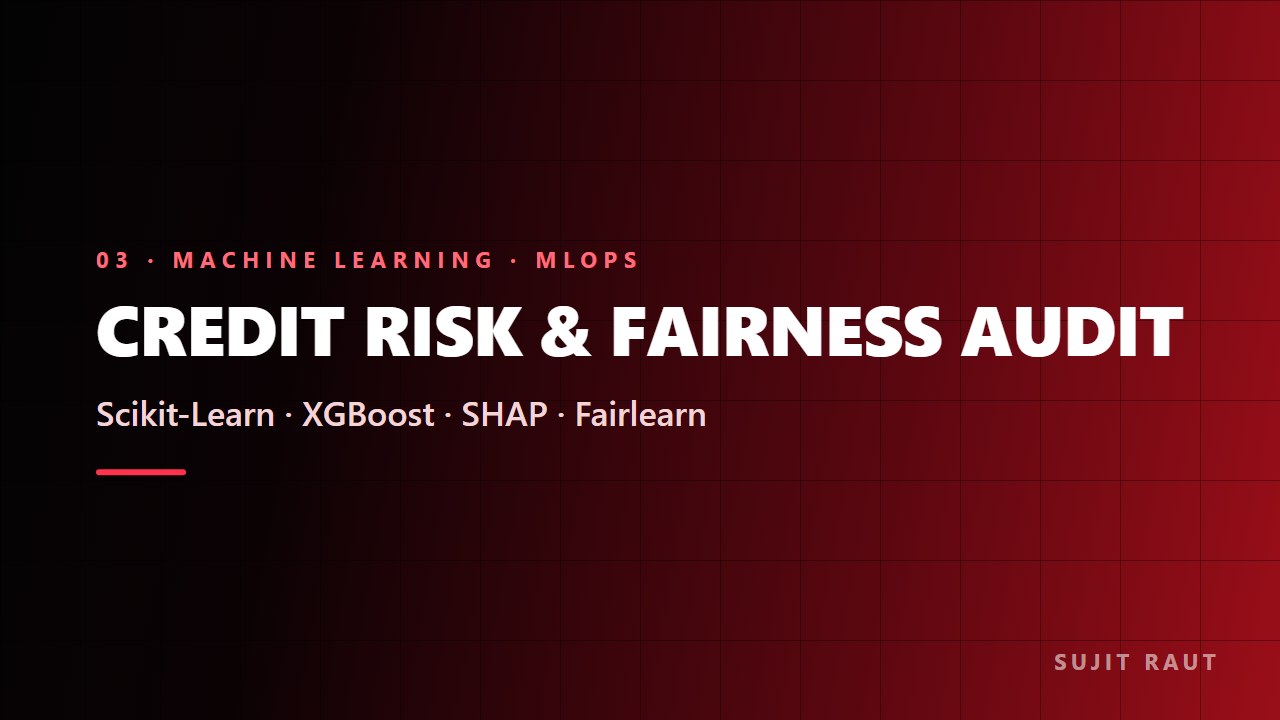 03 · MACHINE LEARNING · MLOPS
CREDIT RISK & FAIRNESS AUDIT
Scikit-Learn · XGBoost · SHAP · Fairlearn
SUJIT RAUT